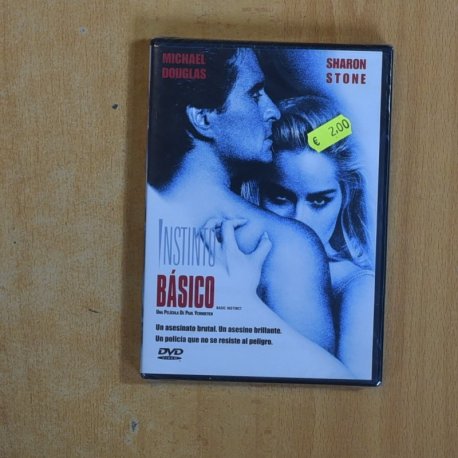 MICHAEL
DOUGLAS
SHARON
STONE
€ 2,00
INSTINTO
BÁSICO
BASIC INSTINCT
UNA PELÍCULA DE PAUL VERHOEVEN
Un asesinato brutal. Un asesino brillante.
Un policía que no se resiste al peligro.
DVD
VIDEO